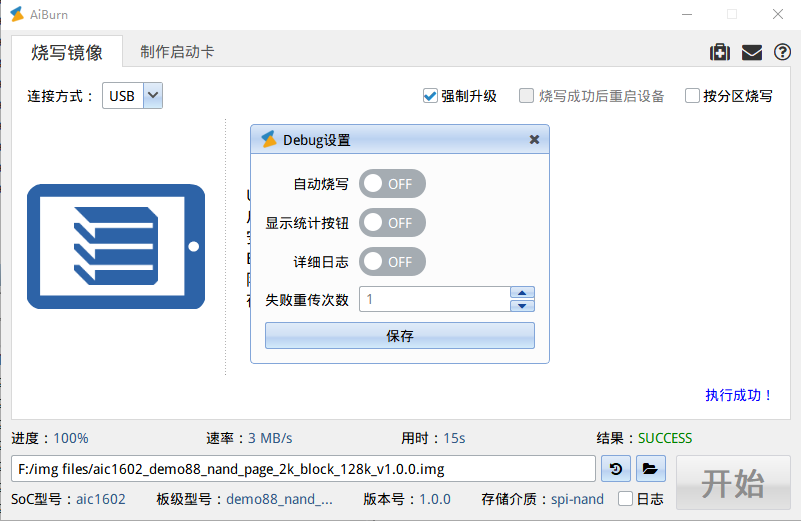 AiBurn
烧写镜像 制作启动卡
连接方式： USB 强制升级 烧写成功后重启设备 按分区烧写
Debug设置
自动烧写 OFF
显示统计按钮 OFF
详细日志 OFF
失败重传次数 1
保存
执行成功！
进度：100% 速率：3 MB/s 用时：15s 结果：SUCCESS
F:/img files/aic1602_demo88_nand_page_2k_block_128k_v1.0.0.img
开始
SoC型号：aic1602 板级型号：demo88_nand_... 版本号：1.0.0 存储介质：spi-nand 日志